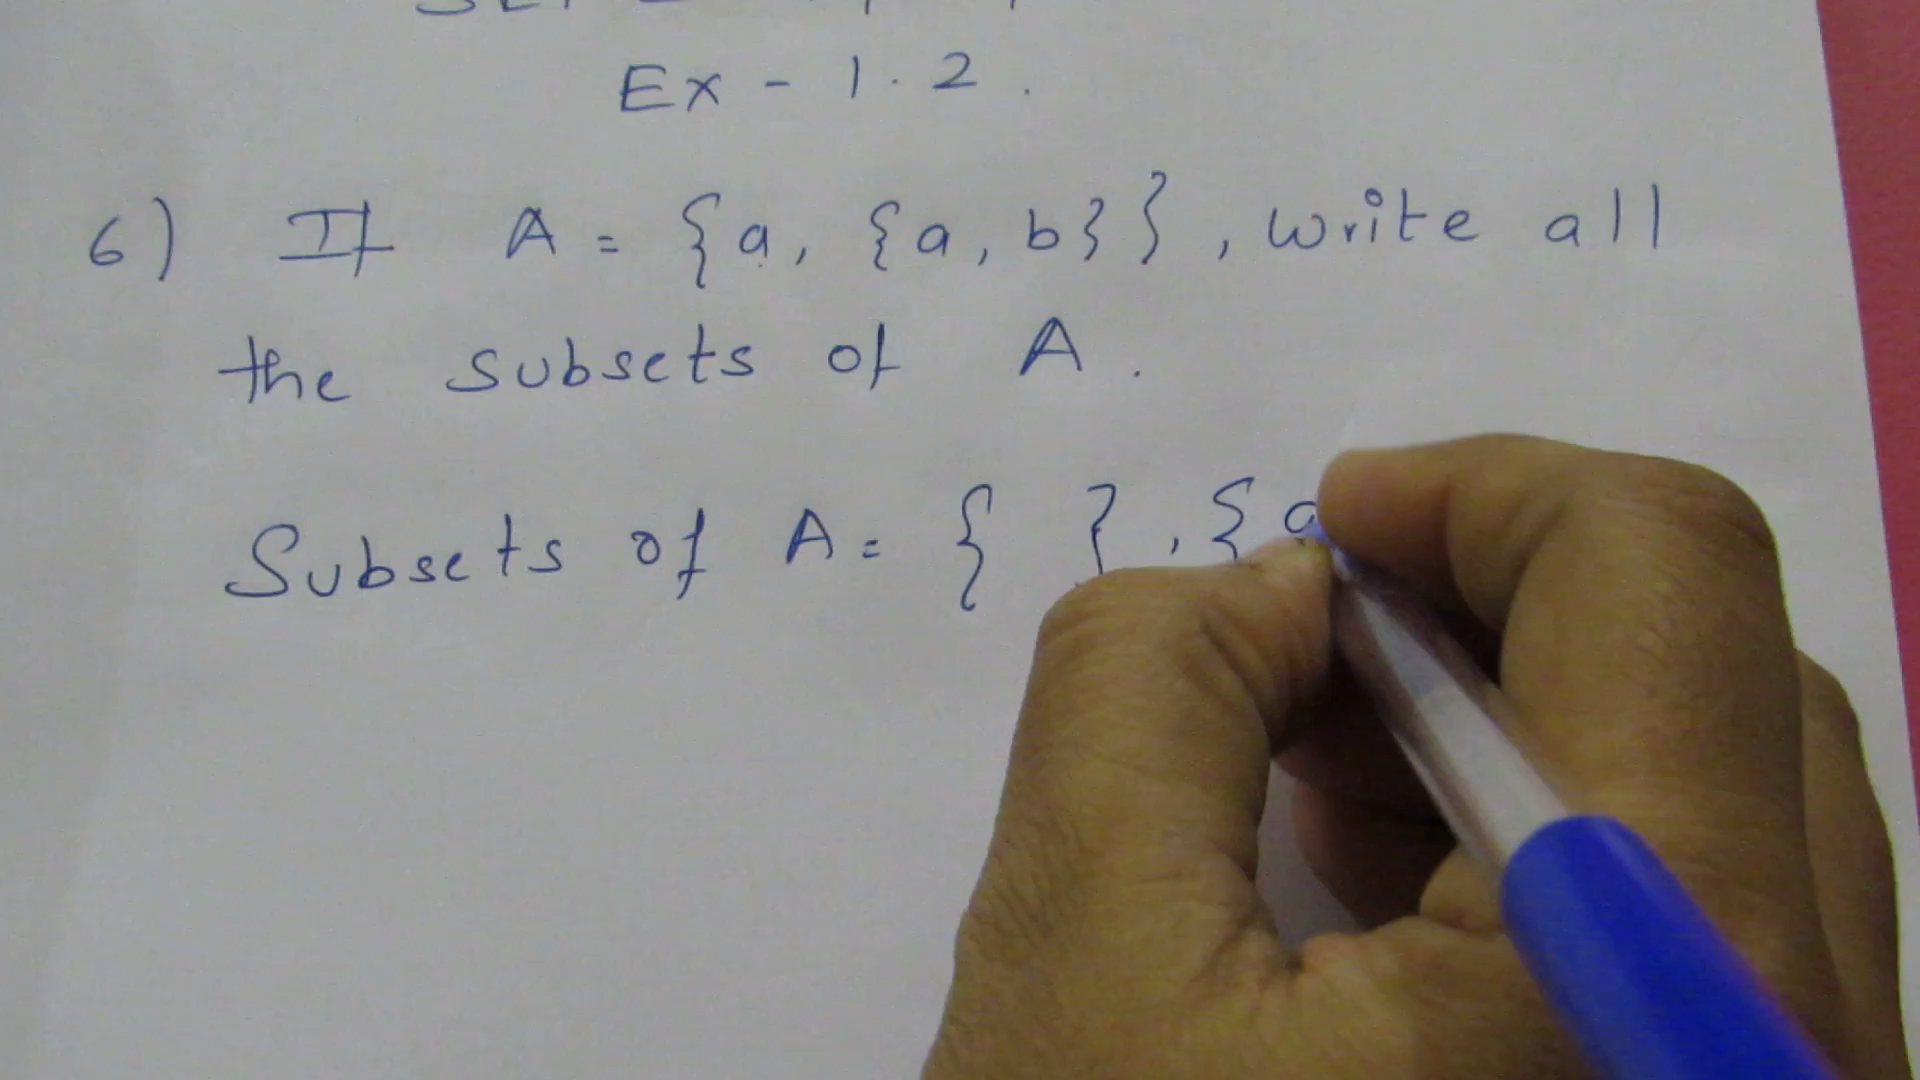 Ex - 1.2.
6) If A = {a, {a, b}}, write all
the subsets of A.
Subsets of A = { }, {a